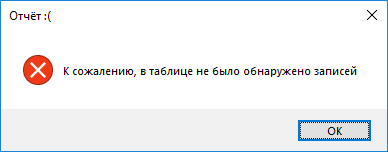 Отчёт :(
К сожалению, в таблице не было обнаружено записей
OK